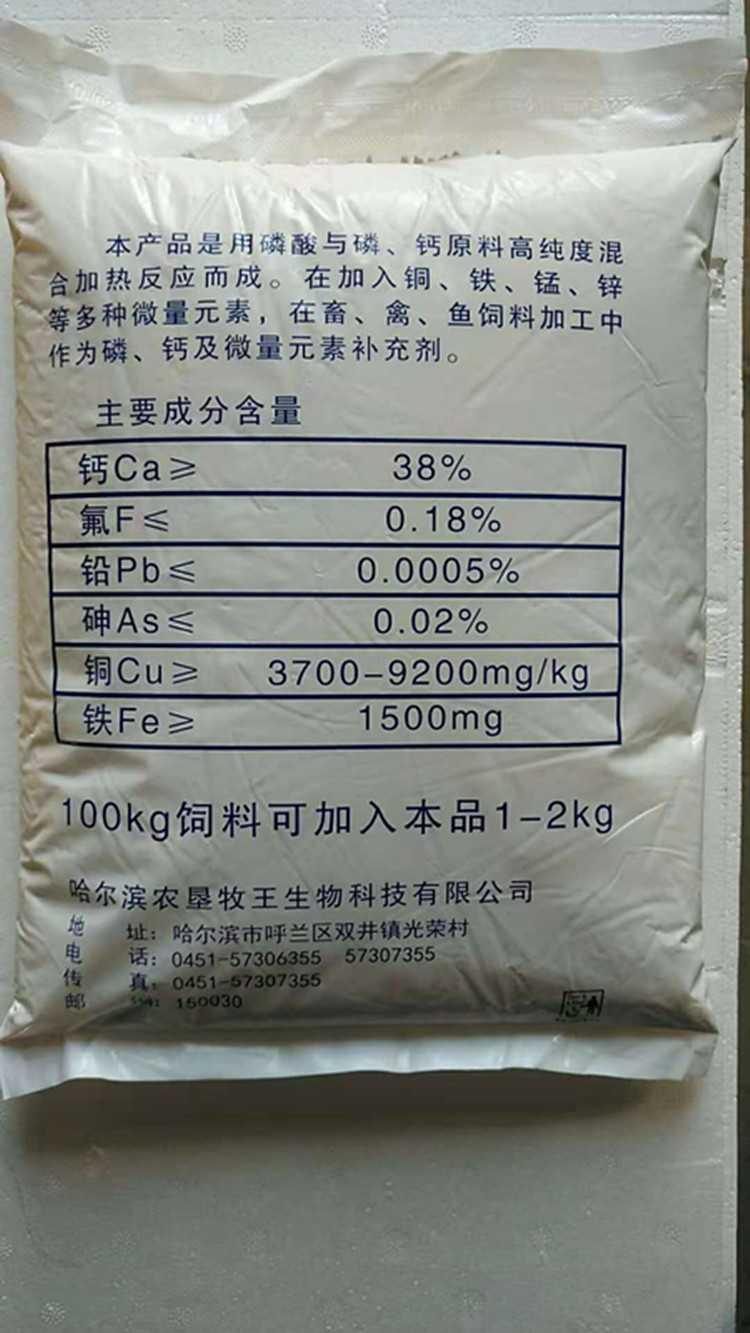 本产品是用磷酸与磷、钙原料高纯度混
合加热反应而成。在加入铜、铁、锰、锌
等多种微量元素，在畜、禽、鱼饲料加工中
作为磷、钙及微量元素补充剂。
主要成分含量
钙Ca≥ 38%
氟F≤ 0.18%
铅Pb≤ 0.0005%
砷As≤ 0.02%
铜Cu≥ 3700-9200mg/kg
铁Fe≥ 1500mg
100kg饲料可加入本品1-2kg
哈尔滨农垦牧王生物科技有限公司
地 址：哈尔滨市呼兰区双井镇光荣村
电 话：0451-57306355 57307355
传 真：0451-57307355
邮 150030